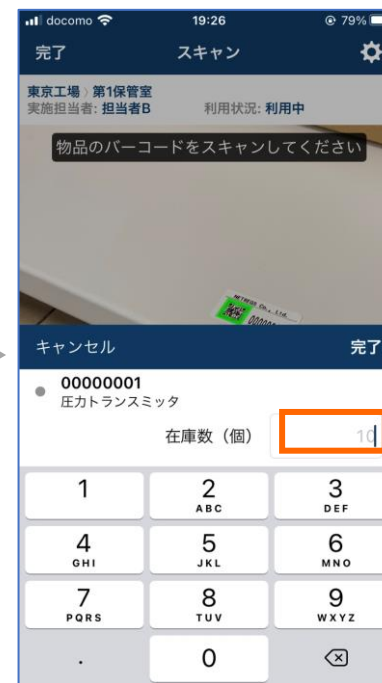 docomo 19:26 79%
完了 スキャン
東京工場 〉 第1保管室
実施担当者: 担当者B 利用状況: 利用中
物品のバーコードをスキャンしてください
NETRESS Co., Ltd.
キャンセル 完了
00000001
圧力トランスミッタ
在庫数（個） 10
1 2 3
ABC DEF
4 5 6
GHI JKL MNO
7 8 9
PQRS TUV WXYZ
. 0